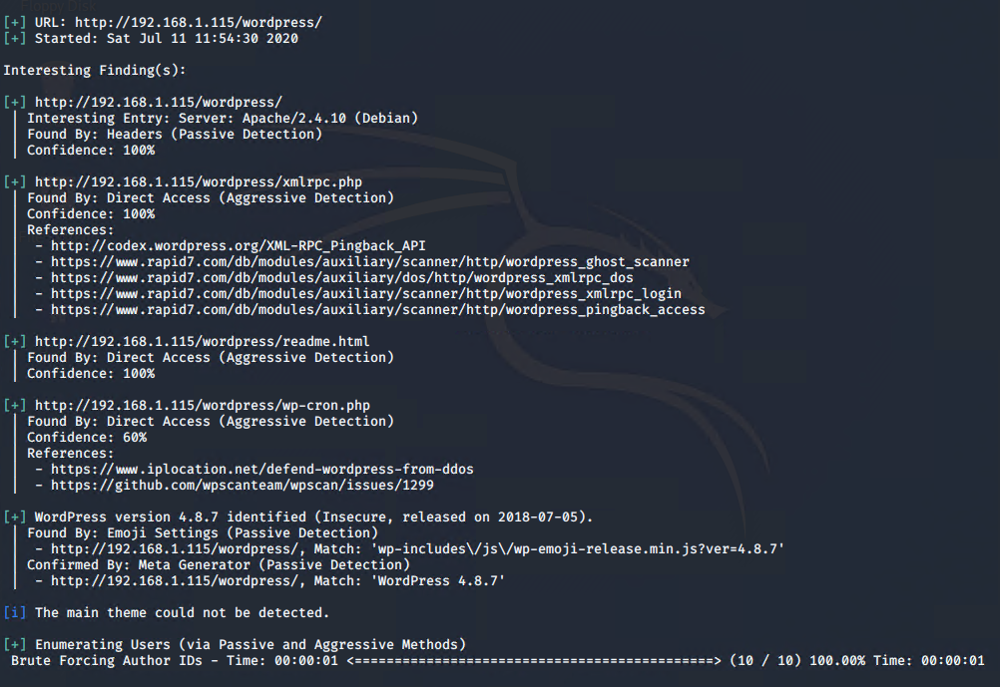 Floppy Disk
[+] URL: http://192.168.1.115/wordpress/
[+] Started: Sat Jul 11 11:54:30 2020
Interesting Finding(s):
[+] http://192.168.1.115/wordpress/
| Interesting Entry: Server: Apache/2.4.10 (Debian)
| Found By: Headers (Passive Detection)
| Confidence: 100%
[+] http://192.168.1.115/wordpress/xmlrpc.php
| Found By: Direct Access (Aggressive Detection)
| Confidence: 100%
| References:
|  - http://codex.wordpress.org/XML-RPC_Pingback_API
|  - https://www.rapid7.com/db/modules/auxiliary/scanner/http/wordpress_ghost_scanner
|  - https://www.rapid7.com/db/modules/auxiliary/dos/http/wordpress_xmlrpc_dos
|  - https://www.rapid7.com/db/modules/auxiliary/scanner/http/wordpress_xmlrpc_login
|  - https://www.rapid7.com/db/modules/auxiliary/scanner/http/wordpress_pingback_access
[+] http://192.168.1.115/wordpress/readme.html
| Found By: Direct Access (Aggressive Detection)
| Confidence: 100%
[+] http://192.168.1.115/wordpress/wp-cron.php
| Found By: Direct Access (Aggressive Detection)
| Confidence: 60%
| References:
|  - https://www.iplocation.net/defend-wordpress-from-ddos
|  - https://github.com/wpscanteam/wpscan/issues/1299
[+] WordPress version 4.8.7 identified (Insecure, released on 2018-07-05).
| Found By: Emoji Settings (Passive Detection)
|  - http://192.168.1.115/wordpress/, Match: 'wp-includes\/js\/wp-emoji-release.min.js?ver=4.8.7'
| Confirmed By: Meta Generator (Passive Detection)
|  - http://192.168.1.115/wordpress/, Match: 'WordPress 4.8.7'
[i] The main theme could not be detected.
[+] Enumerating Users (via Passive and Aggressive Methods)
Brute Forcing Author IDs - Time: 00:00:01 <=============================================> (10 / 10) 100.00% Time: 00:00:01